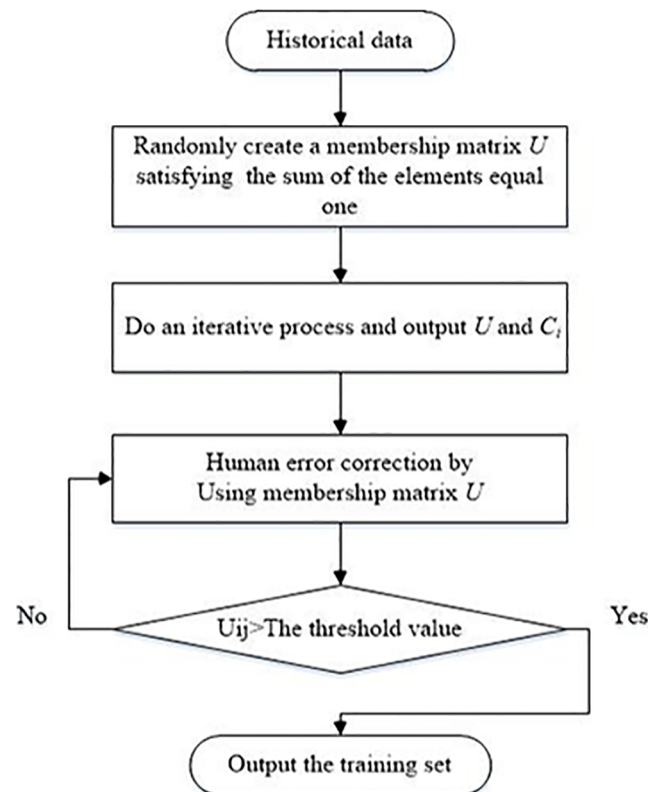 Historical data
Randomly create a membership matrix U
satisfying the sum of the elements equal
one
Do an iterative process and output U and Ci
Human error correction by
Using membership matrix U
No
Uij>The threshold value
Yes
Output the training set